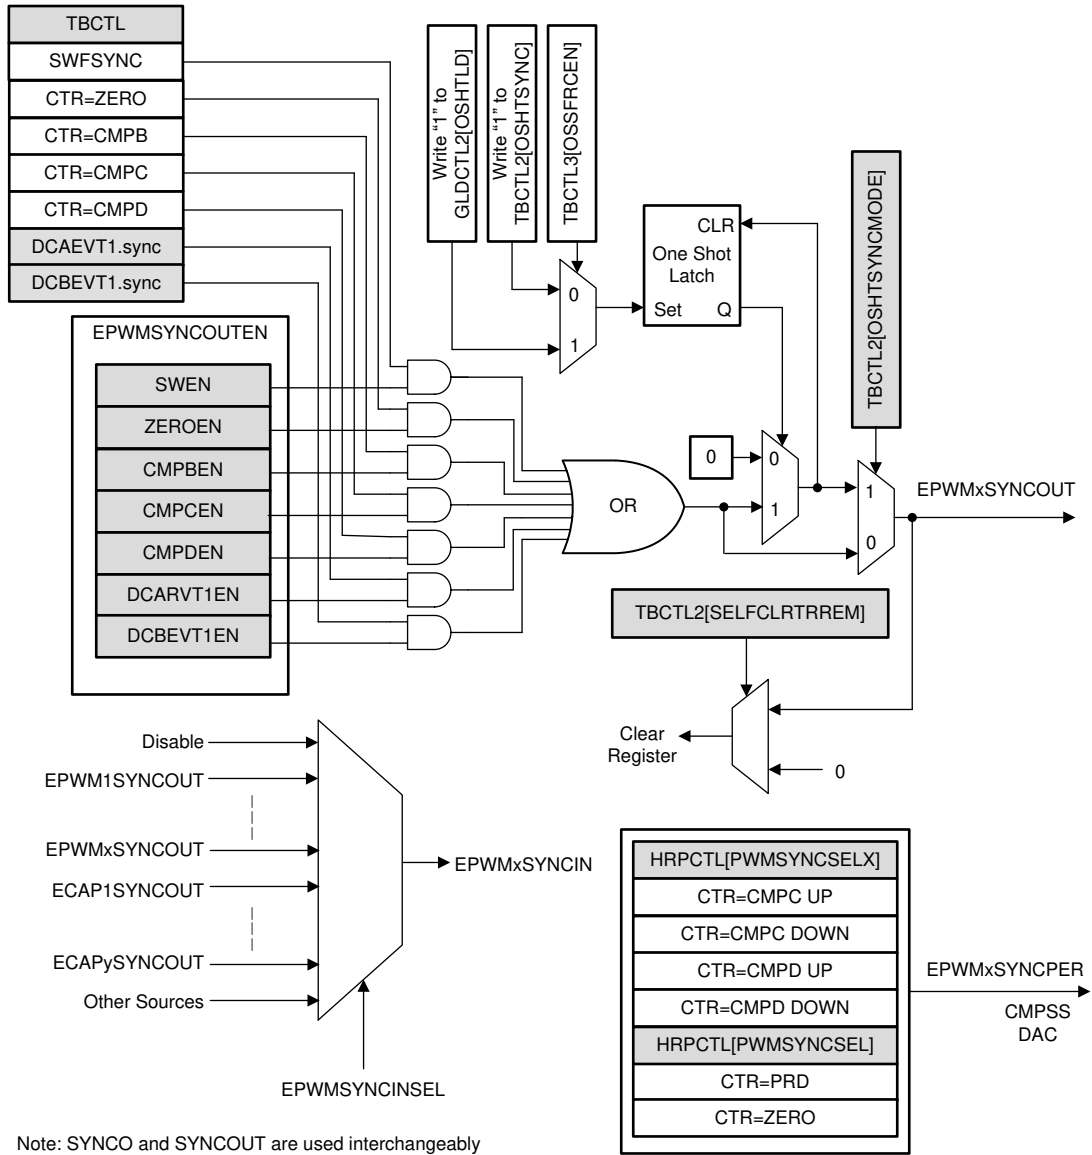 TBCTL
SWFSYNC
CTR=ZERO
CTR=CMPB
CTR=CMPC
CTR=CMPD
DCAEVT1.sync
DCBEVT1.sync
EPWMSYNCOUTEN
SWEN
ZEROEN
CMPBEN
CMPCEN
CMPDEN
DCARVT1EN
DCBEVT1EN
Write “1” to
GLDCTL2[OSHTLD]
Write “1” to
TBCTL2[OSHTSYNC]
TBCTL3[OSSFRCEN]
0
1
CLR
One Shot
Latch
Set Q
TBCTL2[OSHTSYNCMODE]
OR
0
0
1
1
0
EPWMxSYNCOUT
TBCTL2[SELFCLRTRREM]
Clear
Register
0
Disable
EPWM1SYNCOUT
EPWMxSYNCOUT
ECAP1SYNCOUT
ECAPySYNCOUT
Other Sources
EPWMxSYNCIN
EPWMSYNCINSEL
HRPCTL[PWMSYNCSELX]
CTR=CMPC UP
CTR=CMPC DOWN
CTR=CMPD UP
CTR=CMPD DOWN
HRPCTL[PWMSYNCSEL]
CTR=PRD
CTR=ZERO
EPWMxSYNCPER
CMPSS
DAC
Note: SYNCO and SYNCOUT are used interchangeably